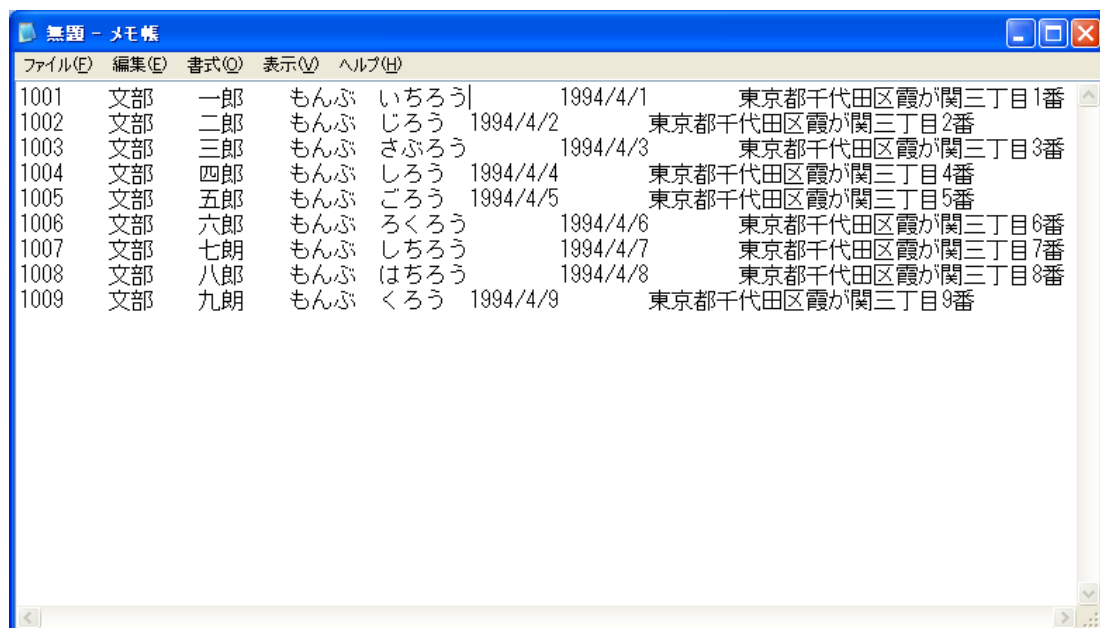 無題 - メモ帳
ファイル(F) 編集(E) 書式(O) 表示(V) ヘルプ(H)
1001 文部 一郎 もんぶ いちろう 1994/4/1 東京都千代田区霞が関三丁目1番
1002 文部 二郎 もんぶ じろう 1994/4/2 東京都千代田区霞が関三丁目2番
1003 文部 三郎 もんぶ さぶろう 1994/4/3 東京都千代田区霞が関三丁目3番
1004 文部 四郎 もんぶ しろう 1994/4/4 東京都千代田区霞が関三丁目4番
1005 文部 五郎 もんぶ ごろう 1994/4/5 東京都千代田区霞が関三丁目5番
1006 文部 六郎 もんぶ ろくろう 1994/4/6 東京都千代田区霞が関三丁目6番
1007 文部 七朗 もんぶ しちろう 1994/4/7 東京都千代田区霞が関三丁目7番
1008 文部 八郎 もんぶ はちろう 1994/4/8 東京都千代田区霞が関三丁目8番
1009 文部 九朗 もんぶ くろう 1994/4/9 東京都千代田区霞が関三丁目9番